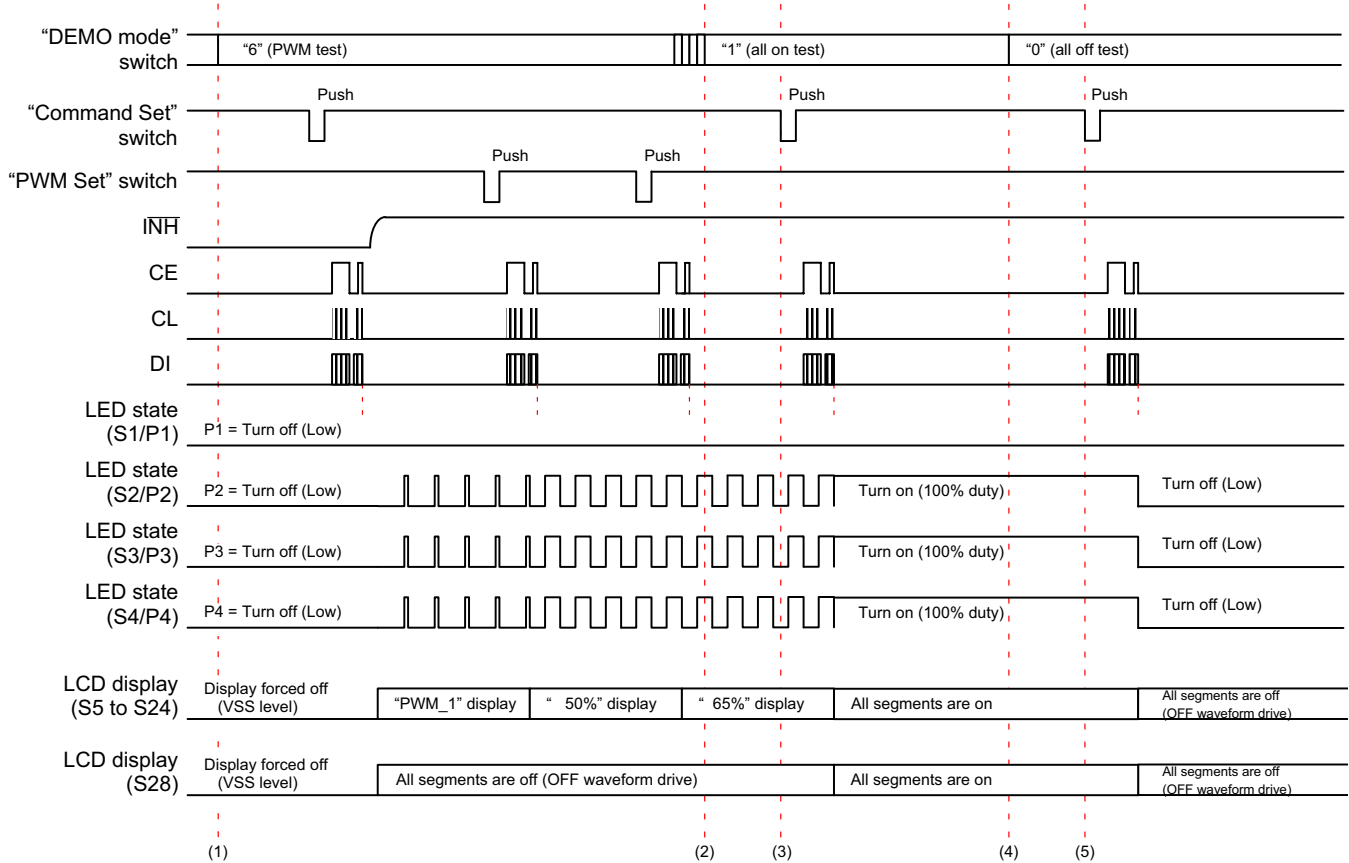 “DEMO mode”
switch
“6” (PWM test)
“1” (all on test)
“0” (all off test)
“Command Set”
switch
Push
Push
Push
“PWM Set” switch
Push
Push
INH
CE
CL
DI
LED state
(S1/P1)
P1 = Turn off (Low)
LED state
(S2/P2)
P2 = Turn off (Low)
Turn on (100% duty)
Turn off (Low)
LED state
(S3/P3)
P3 = Turn off (Low)
Turn on (100% duty)
Turn off (Low)
LED state
(S4/P4)
P4 = Turn off (Low)
Turn on (100% duty)
Turn off (Low)
LCD display
(S5 to S24)
Display forced off
(VSS level)
“PWM_1” display
“ 50%” display
“ 65%” display
All segments are on
All segments are off
(OFF waveform drive)
LCD display
(S28)
Display forced off
(VSS level)
All segments are off (OFF waveform drive)
All segments are on
All segments are off
(OFF waveform drive)
(1)
(2)
(3)
(4)
(5)